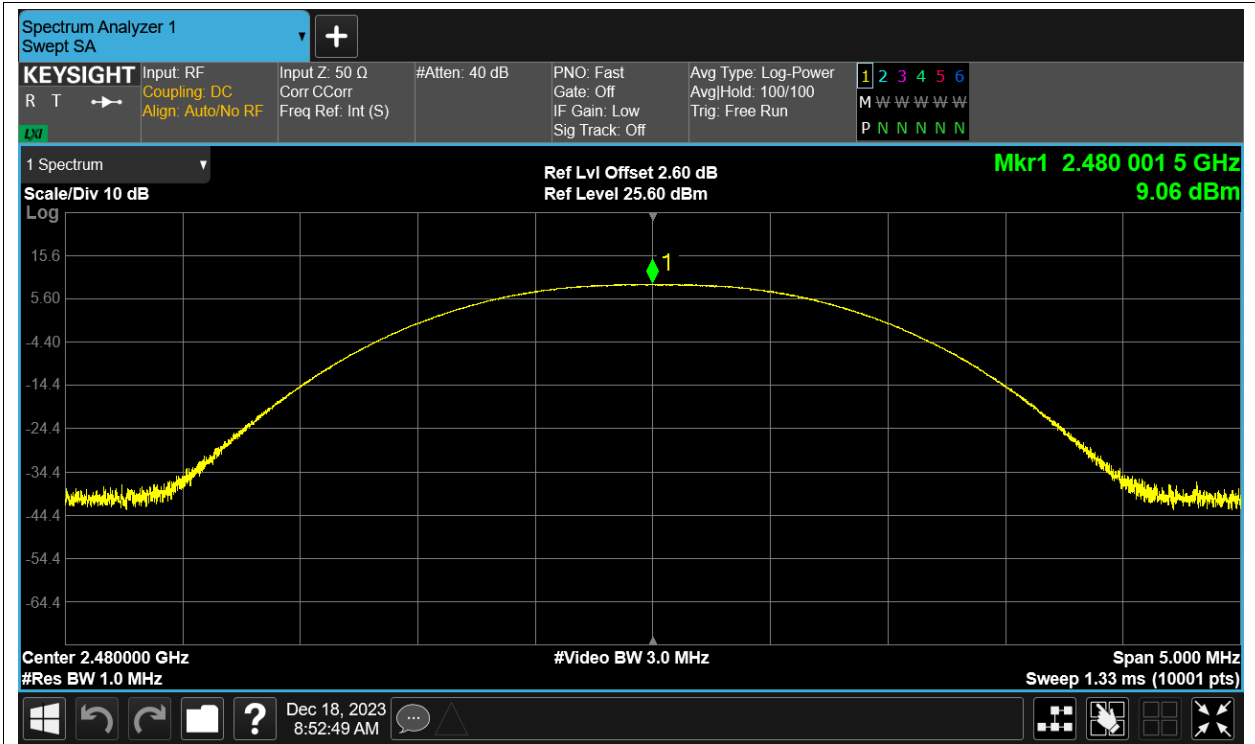 Spectrum Analyzer 1
Swept SA
KEYSIGHT
R T
LXI
Input: RF
Coupling: DC
Align: Auto/No RF
Input Z: 50 Ω
Corr CCorr
Freq Ref: Int (S)
#Atten: 40 dB
PNO: Fast
Gate: Off
IF Gain: Low
Sig Track: Off
Avg Type: Log-Power
Avg|Hold: 100/100
Trig: Free Run
1 2 3 4 5 6
M W W W W W
P N N N N N
1 Spectrum
Scale/Div 10 dB
Log
Ref Lvl Offset 2.60 dB
Ref Level 25.60 dBm
Mkr1 2.480 001 5 GHz
9.06 dBm
1
15.6
5.60
-4.40
-14.4
-24.4
-34.4
-44.4
-54.4
-64.4
Center 2.480000 GHz
#Video BW 3.0 MHz
Span 5.000 MHz
#Res BW 1.0 MHz
Sweep 1.33 ms (10001 pts)
?
Dec 18, 2023
8:52:49 AM